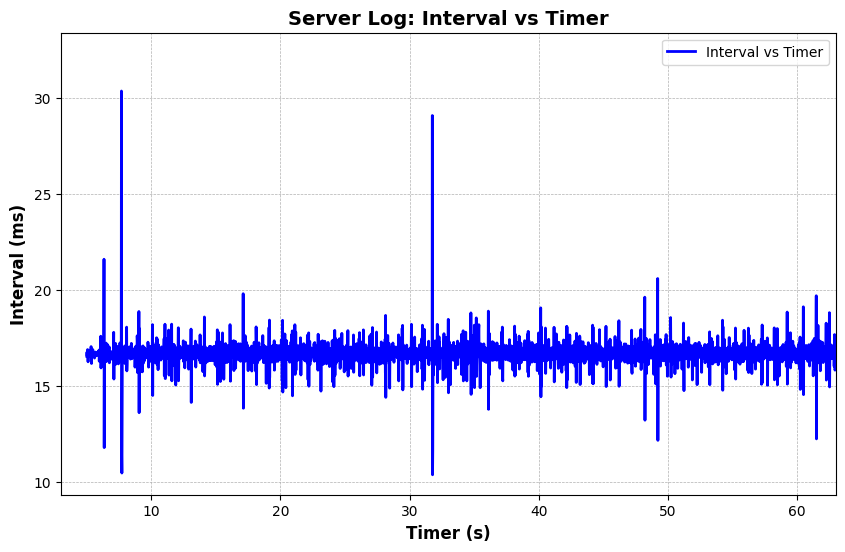 Server Log: Interval vs Timer
Interval vs Timer
30
25
20
15
10
Interval (ms)
10 20 30 40 50 60
Timer (s)